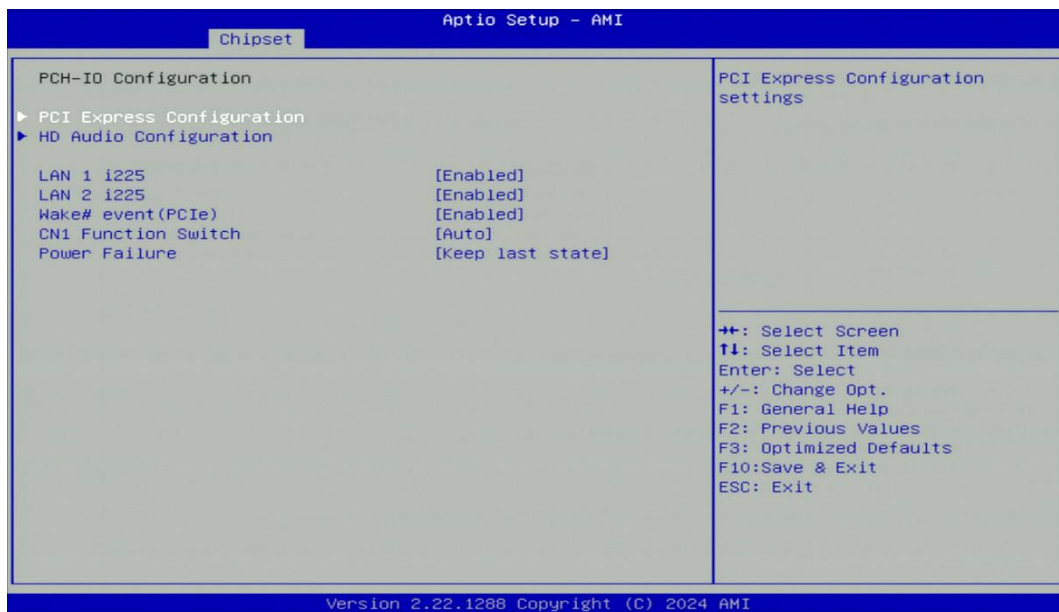 Aptio Setup – AMI
Chipset
PCH-IO Configuration
▶ PCI Express Configuration
▶ HD Audio Configuration
LAN 1 i225 [Enabled]
LAN 2 i225 [Enabled]
Wake# event(PCIe) [Enabled]
CN1 Function Switch [Auto]
Power Failure [Keep last state]
PCI Express Configuration
settings
→←: Select Screen
↑↓: Select Item
Enter: Select
+/-: Change Opt.
F1: General Help
F2: Previous Values
F3: Optimized Defaults
F10:Save & Exit
ESC: Exit
Version 2.22.1288 Copyright (C) 2024 AMI